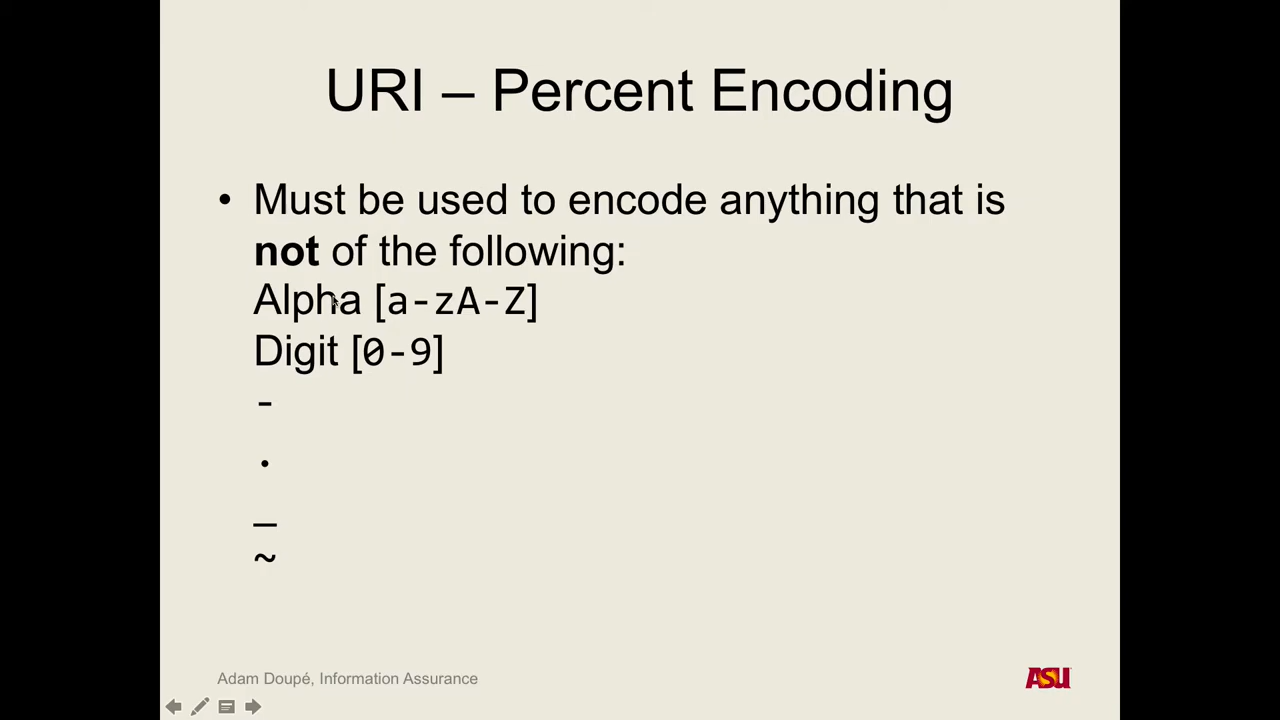 URI – Percent Encoding
• Must be used to encode anything that is
not of the following:
Alpha [a-zA-Z]
Digit [0-9]
-
.
_
~
Adam Doupé, Information Assurance
ASU